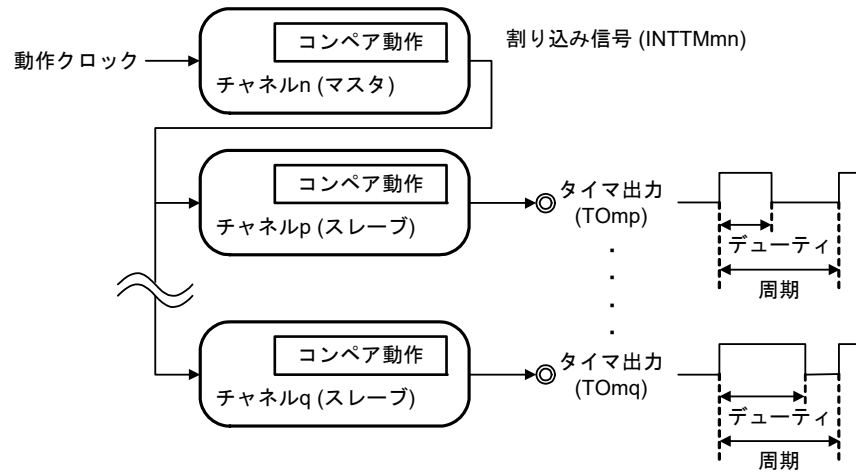 コンペア動作
割り込み信号 (INTTMmn)
動作クロック
チャネルn (マスタ)
コンペア動作
タイマ出力
(TOmp)
チャネルp (スレーブ)
デューティ
周期
・
・
・
・
コンペア動作
タイマ出力
(TOmq)
チャネルq (スレーブ)
デューティ
周期